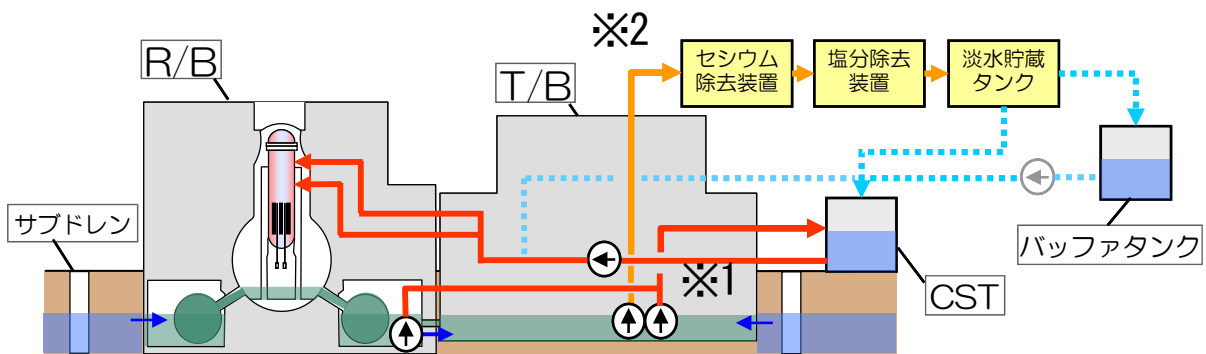 ※2
セシウム
除去装置
塩分除去
装置
淡水貯蔵
タンク
R/B
T/B
サブドレン
バッファタンク
※1
CST